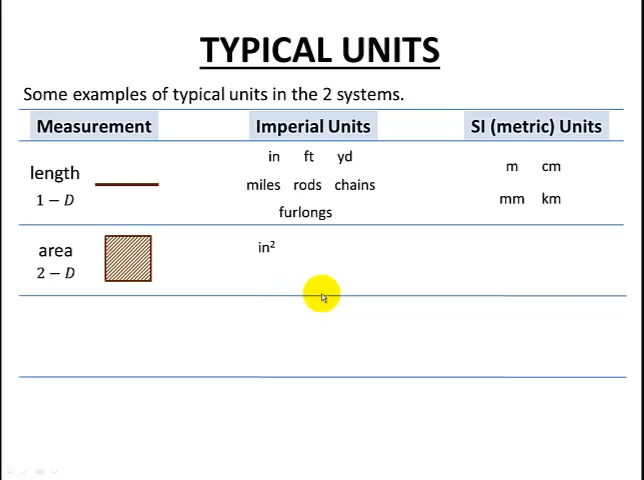 TYPICAL UNITS
Some examples of typical units in the 2 systems.
Measurement Imperial Units SI (metric) Units
length
1 − D
in ft yd
miles rods chains
furlongs
m cm
mm km
area
2 − D
in²